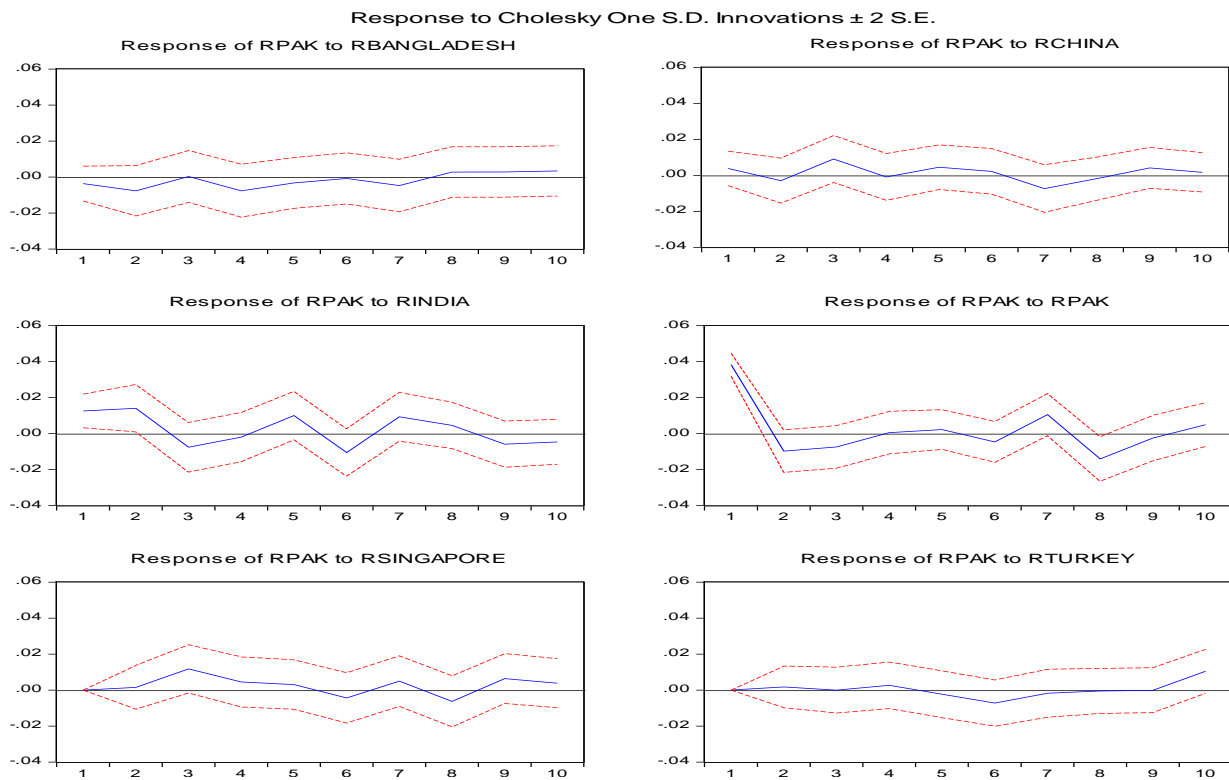 Response to Cholesky One S.D. Innovations ± 2 S.E.
Response of RPAK to RBANGLADESH
.06
.04
.02
.00
-.02
-.04
1 2 3 4 5 6 7 8 9 10
Response of RPAK to RCHINA
.06
.04
.02
.00
-.02
-.04
1 2 3 4 5 6 7 8 9 10
Response of RPAK to RINDIA
.06
.04
.02
.00
-.02
-.04
1 2 3 4 5 6 7 8 9 10
Response of RPAK to RPAK
.06
.04
.02
.00
-.02
-.04
1 2 3 4 5 6 7 8 9 10
Response of RPAK to RSINGAPORE
.06
.04
.02
.00
-.02
-.04
1 2 3 4 5 6 7 8 9 10
Response of RPAK to RTURKEY
.06
.04
.02
.00
-.02
-.04
1 2 3 4 5 6 7 8 9 10